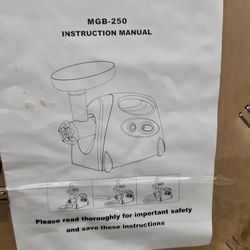 MGB-250
INSTRUCTION MANUAL
Please read thoroughly for important safety
and save these instructions